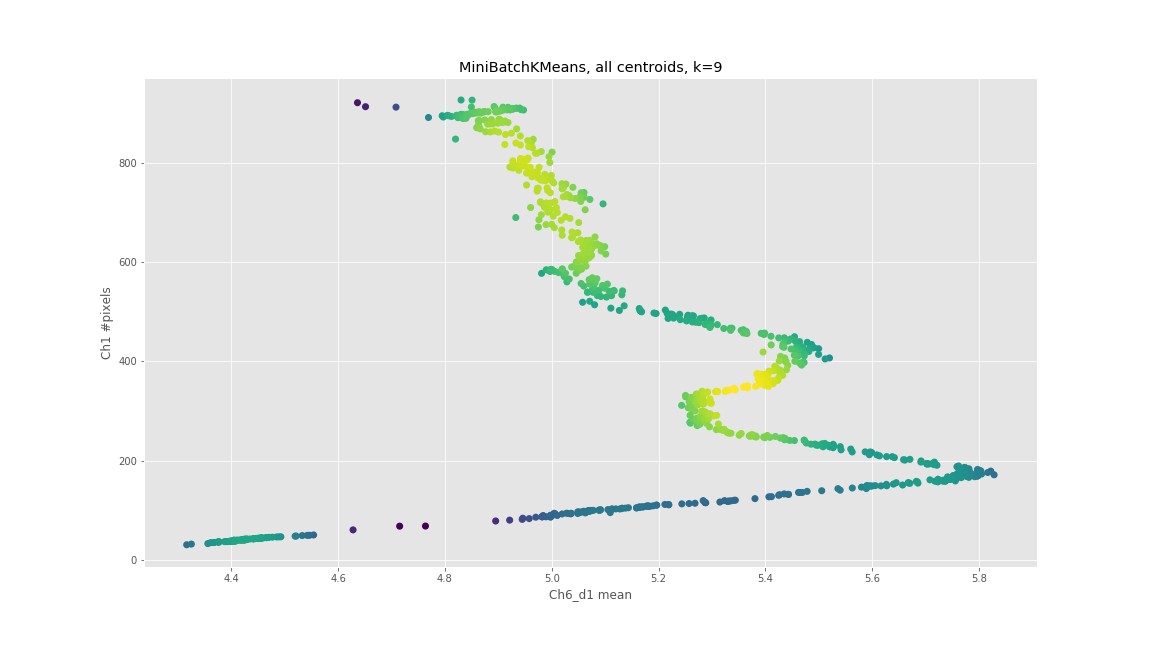 MiniBatchKMeans, all centroids, k=9
800
600
400
200
0
Ch1 #pixels
4.4 4.6 4.8 5.0 5.2 5.4 5.6 5.8
Ch6_d1 mean